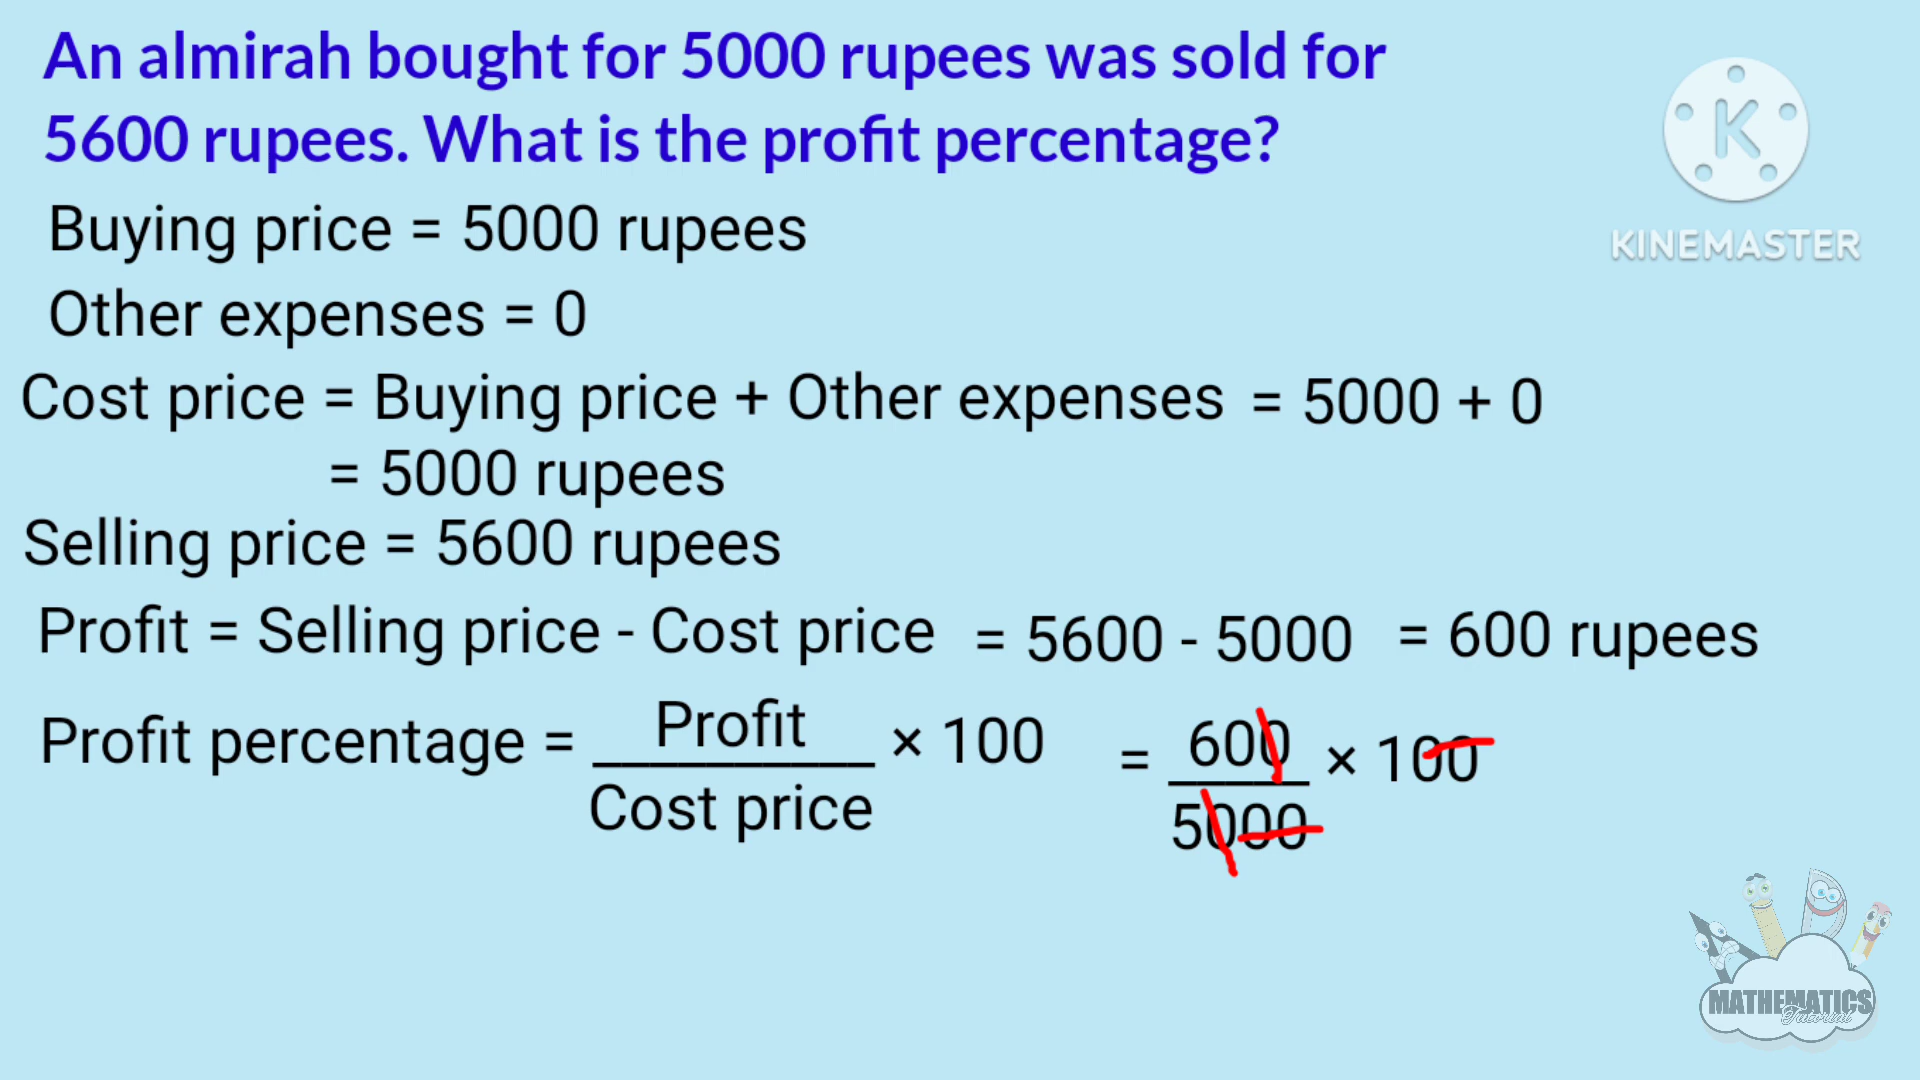 An almirah bought for 5000 rupees was sold for
5600 rupees. What is the profit percentage?
K
KINEMASTER
Buying price = 5000 rupees
Other expenses = 0
Cost price = Buying price + Other expenses = 5000 + 0
= 5000 rupees
Selling price = 5600 rupees
Profit = Selling price - Cost price = 5600 - 5000 = 600 rupees
Profit percentage = Profit / Cost price × 100 = 600 / 5000 × 100
MATHEMATICS
Tutorial